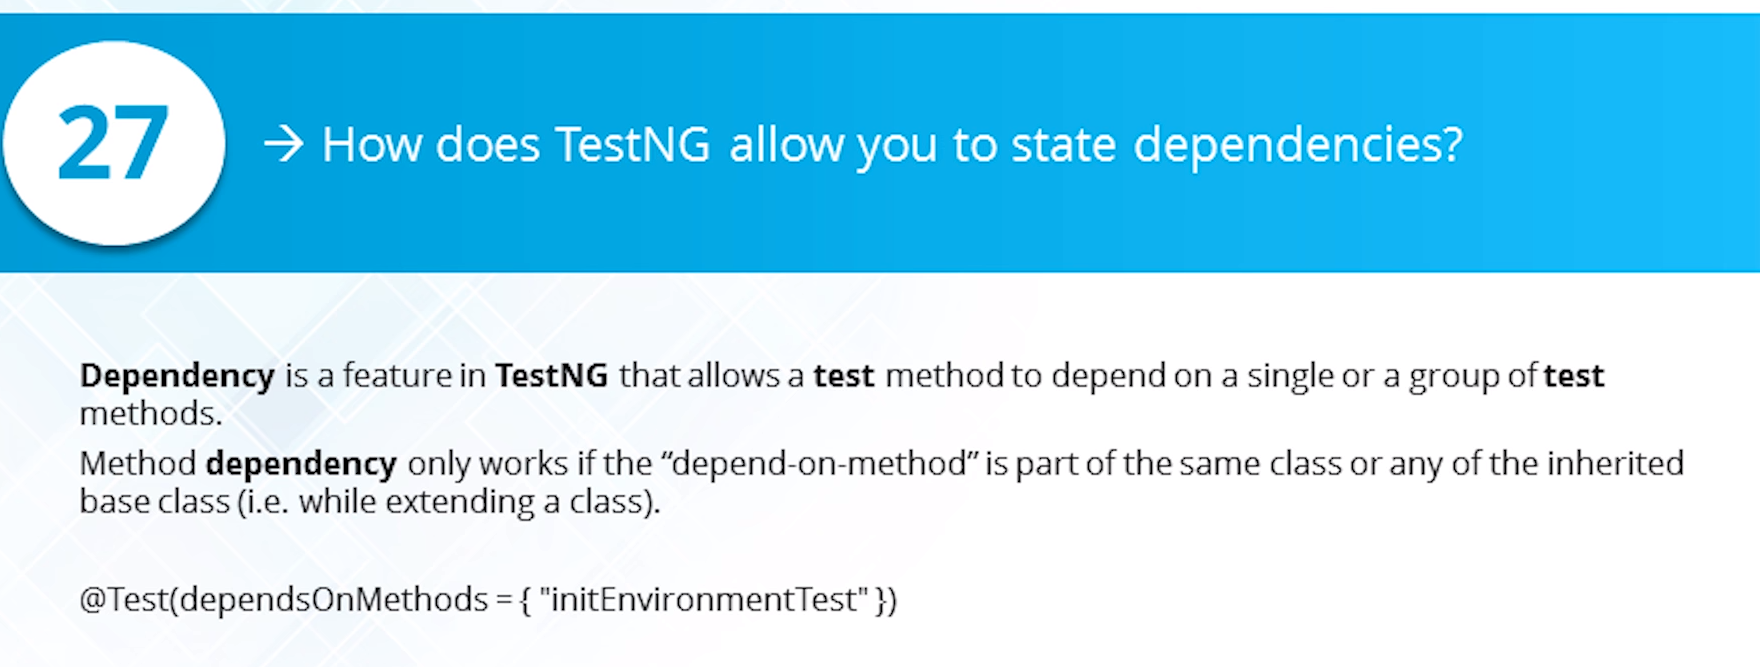 27
→ How does TestNG allow you to state dependencies?
Dependency is a feature in TestNG that allows a test method to depend on a single or a group of test
methods.
Method dependency only works if the “depend-on-method” is part of the same class or any of the inherited
base class (i.e. while extending a class).
@Test(dependsOnMethods = { "initEnvironmentTest" })